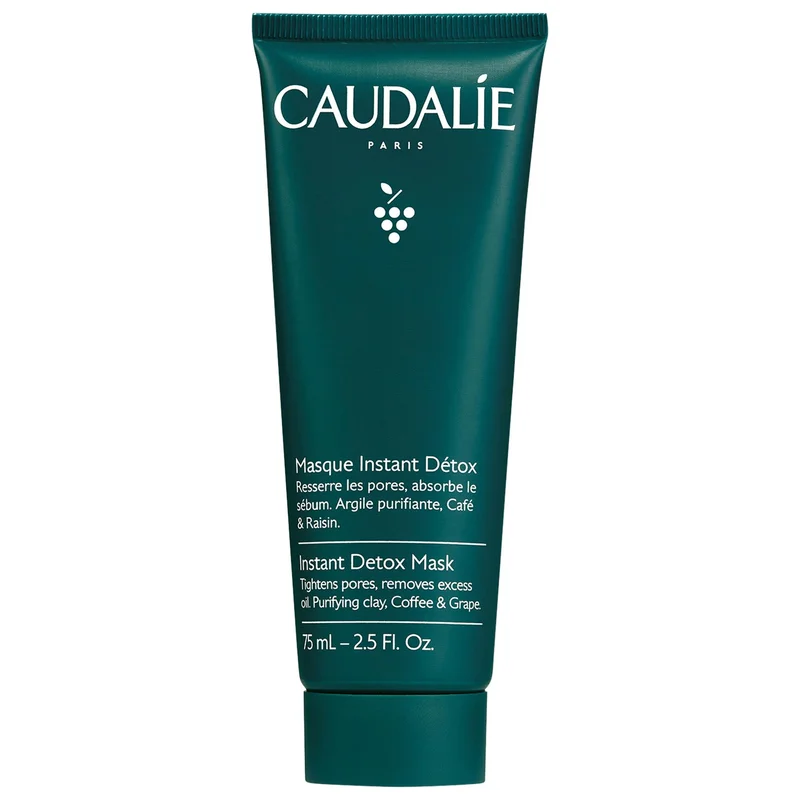 CAUDALÍE
PARIS
Masque Instant Détox
Resserre les pores, absorbe le
sébum. Argile purifiante, Café
& Raisin.
Instant Detox Mask
Tightens pores, removes excess
oil. Purifying clay, Coffee & Grape.
75 mL – 2.5 Fl. Oz.